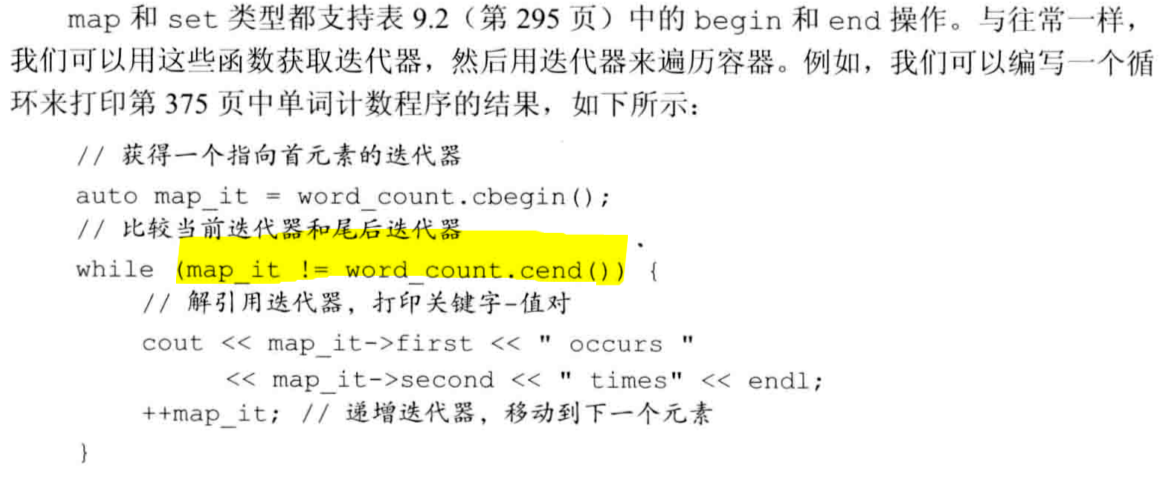 map 和 set 类型都支持表 9.2（第 295 页）中的 begin 和 end 操作。与往常一样，
我们可以用这些函数获取迭代器，然后用迭代器来遍历容器。例如，我们可以编写一个循
环来打印第 375 页中单词计数程序的结果，如下所示：
// 获得一个指向首元素的迭代器
auto map_it = word_count.cbegin();
// 比较当前迭代器和尾后迭代器
while (map_it != word_count.cend()) {
// 解引用迭代器，打印关键字-值对
cout << map_it->first << " occurs "
<< map_it->second << " times" << endl;
++map_it; // 递增迭代器，移动到下一个元素
}